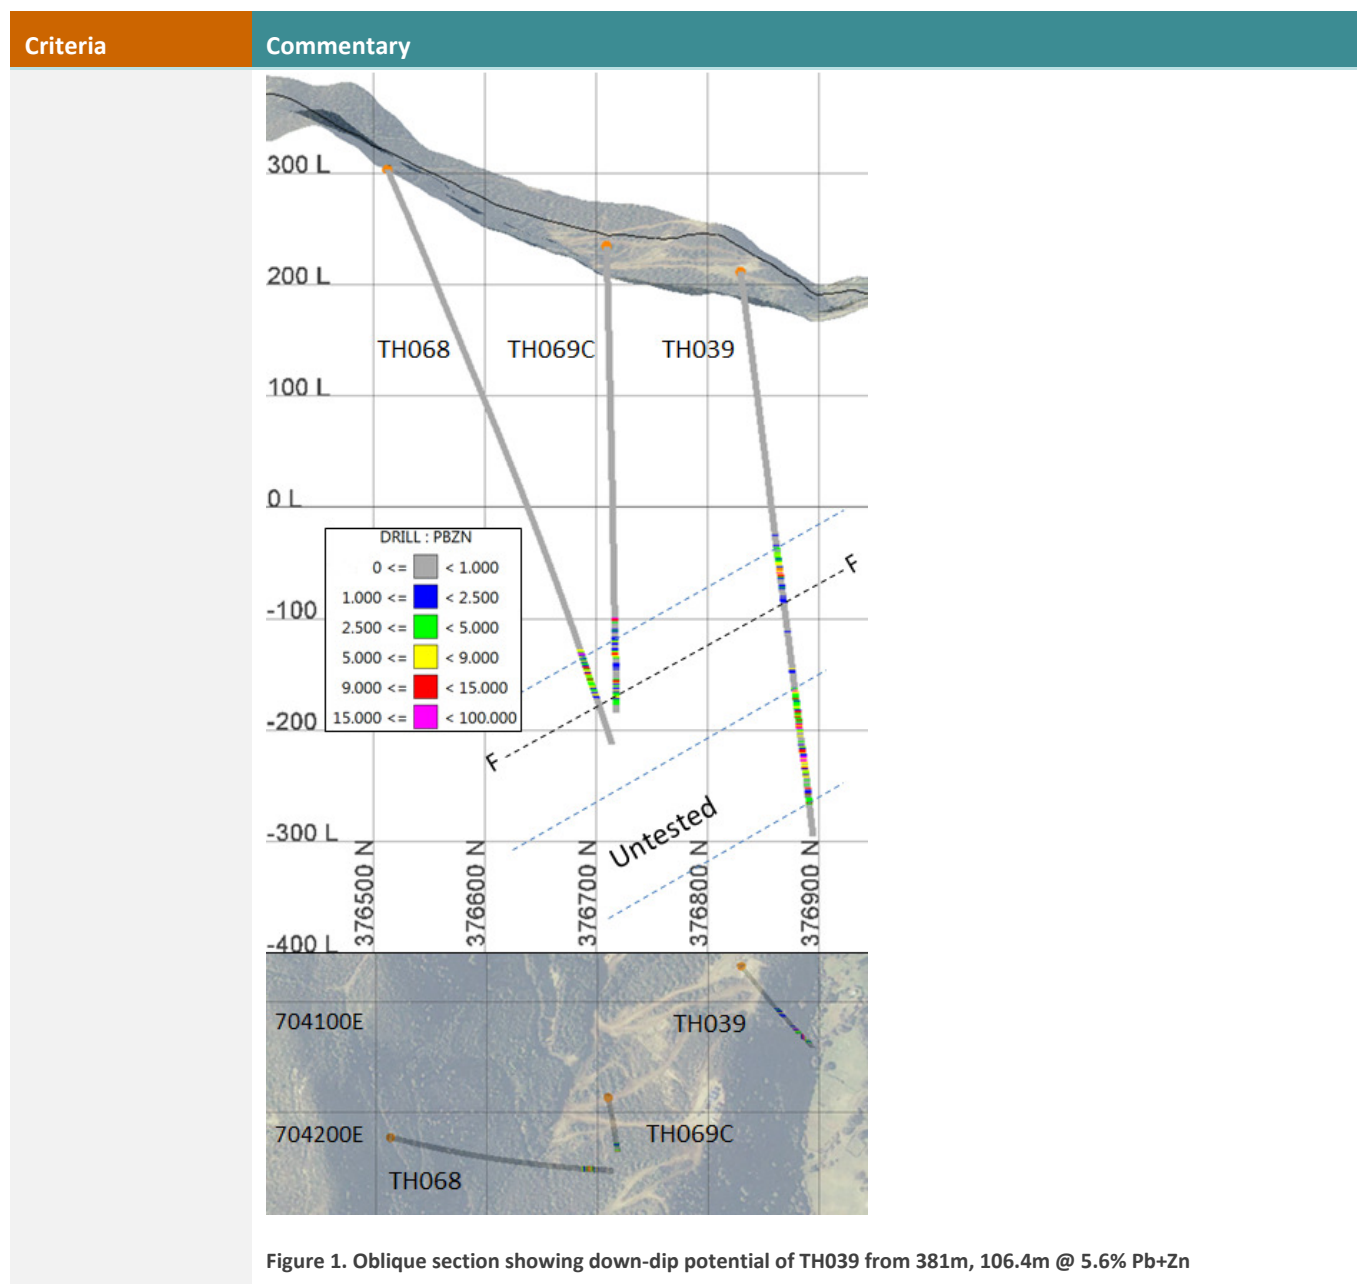 Criteria
Commentary
300 L
200 L
TH068
TH069C
TH039
100 L
0 L
DRILL : PBZN
0 <= < 1.000
1.000 <= < 2.500
2.500 <= < 5.000
5.000 <= < 9.000
9.000 <= < 15.000
15.000 <= < 100.000
F
-100
-200
F
Untested
-300 L
376500 N
376600 N
376700 N
376800 N
376900 N
-400 L
704100E
TH039
704200E
TH069C
TH068
Figure 1. Oblique section showing down-dip potential of TH039 from 381m, 106.4m @ 5.6% Pb+Zn